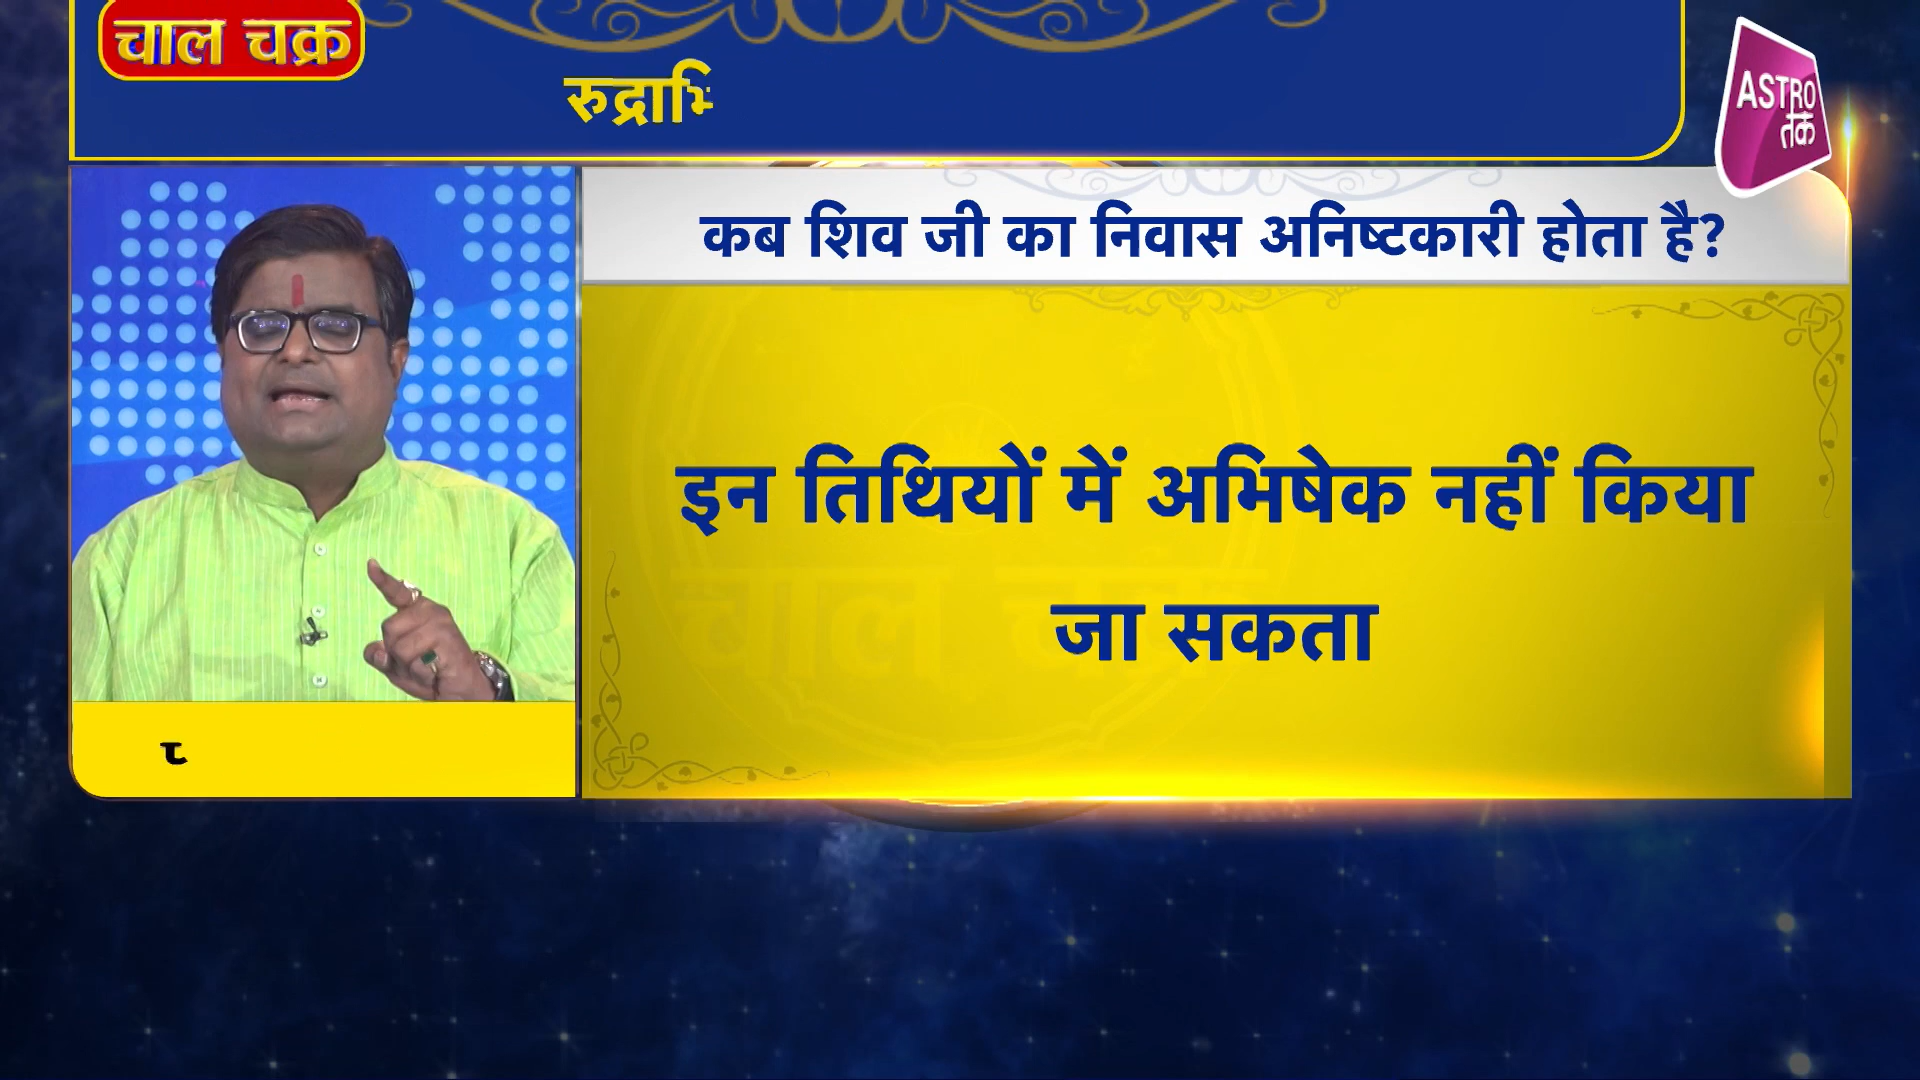 चाल चक्र
रुद्राभि
ASTRO
तक
कब शिव जी का निवास अनिष्टकारी होता है?
इन तिथियों में अभिषेक नहीं किया
जा सकता